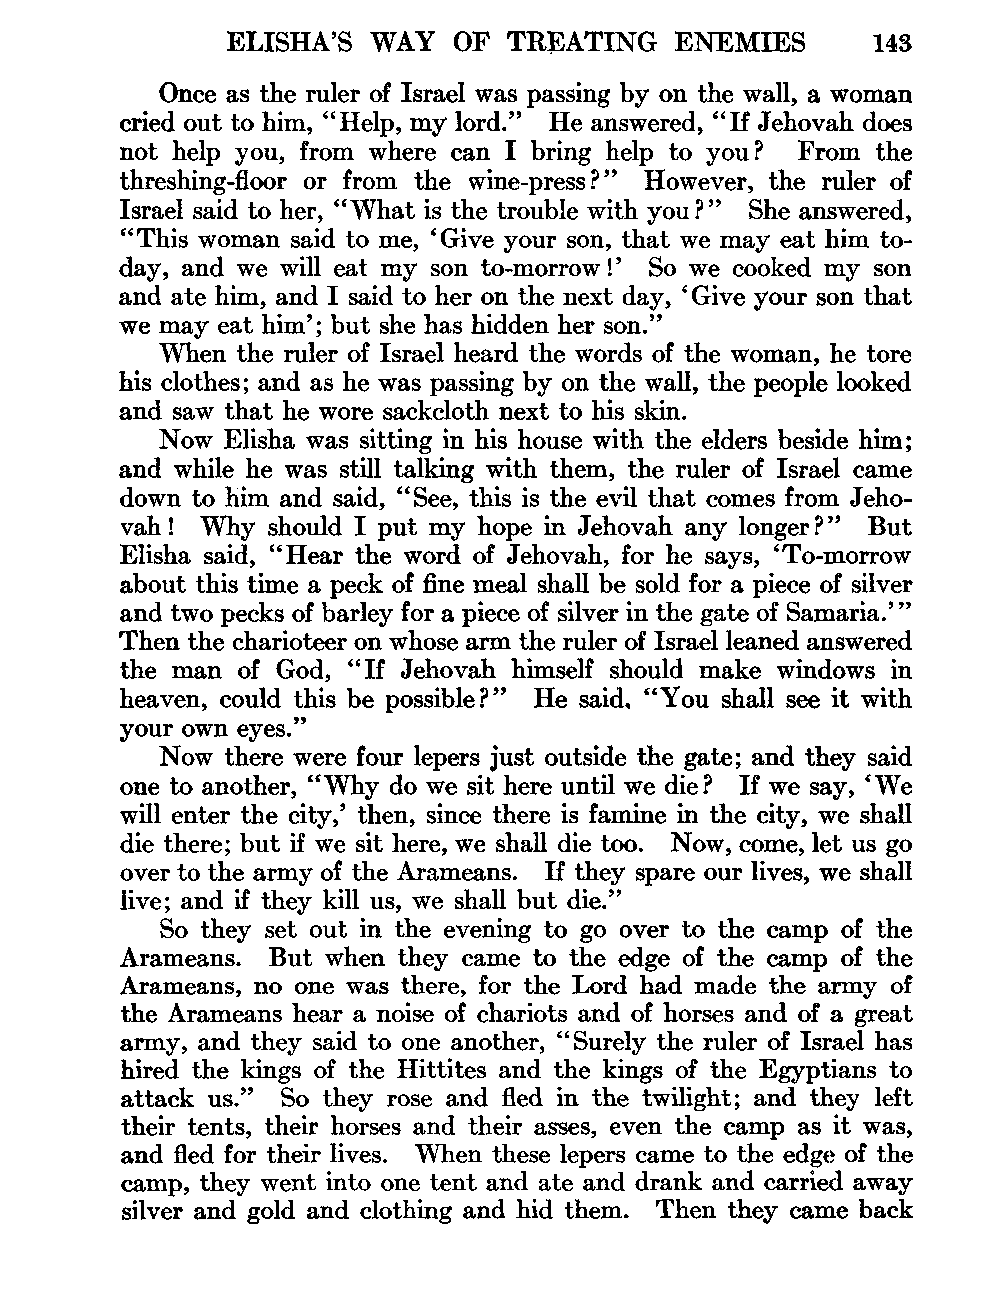 ELISHA'S WAY OF TREATING ENEMIES 143
Once as the ruler of Israel was passing by on the wall, a woman
cried out to him, "Help, my lord." He answered, "If Jehovah does
not help you, from where can I bring help to you? From the
threshing-floor or from the wine-press?" However, the ruler of
Israel said to her, "What is the trouble with you?" She answered,
"This woman said to me, 'Give your son, that we may eat him to-
day, and we will eat my son to-morrow!' So we cooked my son
and ate him, and I said to her on the next day, 'Give your son that
we may eat him'; but she has hidden her son."
When the ruler of Israel heard the words of the woman, he tore
his clothes; and as he was passing by on the wall, the people looked
and saw that he wore sackcloth next to his skin.
Now Elisha was sitting in his house with the elders beside him;
and while he was still talking with them, the ruler of Israel came
down to him and said, "See, this is the evil that comes from Jeho-
vah! Why should I put my hope in Jehovah any longer?" But
Elisha said, "Hear the word of Jehovah, for he says, 'To-morrow
about this time a peck of fine meal shall be sold for a piece of silver
and two pecks of barley for a piece of silver in the gate of Samaria.'"
Then the charioteer on whose arm the ruler of Israel leaned answered
the man of God, "If Jehovah himself should make windows in
heaven, could this be possible?" He said, "You shall see it with
your own eyes."
Now there were four lepers just outside the gate; and they said
one to another, "Why do we sit here until we die? If we say, 'We
will enter the city,' then, since there is famine in the city, we shall
die there; but if we sit here, we shall die too. Now, come, let us go
over to the army of the Arameans. If they spare our lives, we shall
live; and if they kill us, we shall but die."
So they set out in the evening to go over to the camp of the
Arameans. But when they came to the edge of the camp of the
Arameans, no one was there, for the Lord had made the army of
the Arameans hear a noise of chariots and of horses and of a great
army, and they said to one another, "Surely the ruler of Israel has
hired the kings of the Hittites and the kings of the Egyptians to
attack us." So they rose and fled in the twilight; and they left
their tents, their horses and their asses, even the camp as it was,
and fled for their lives. When these lepers came to the edge of the
camp, they went into one tent and ate and drank and carried away
silver and gold and clothing and hid them. Then they came back